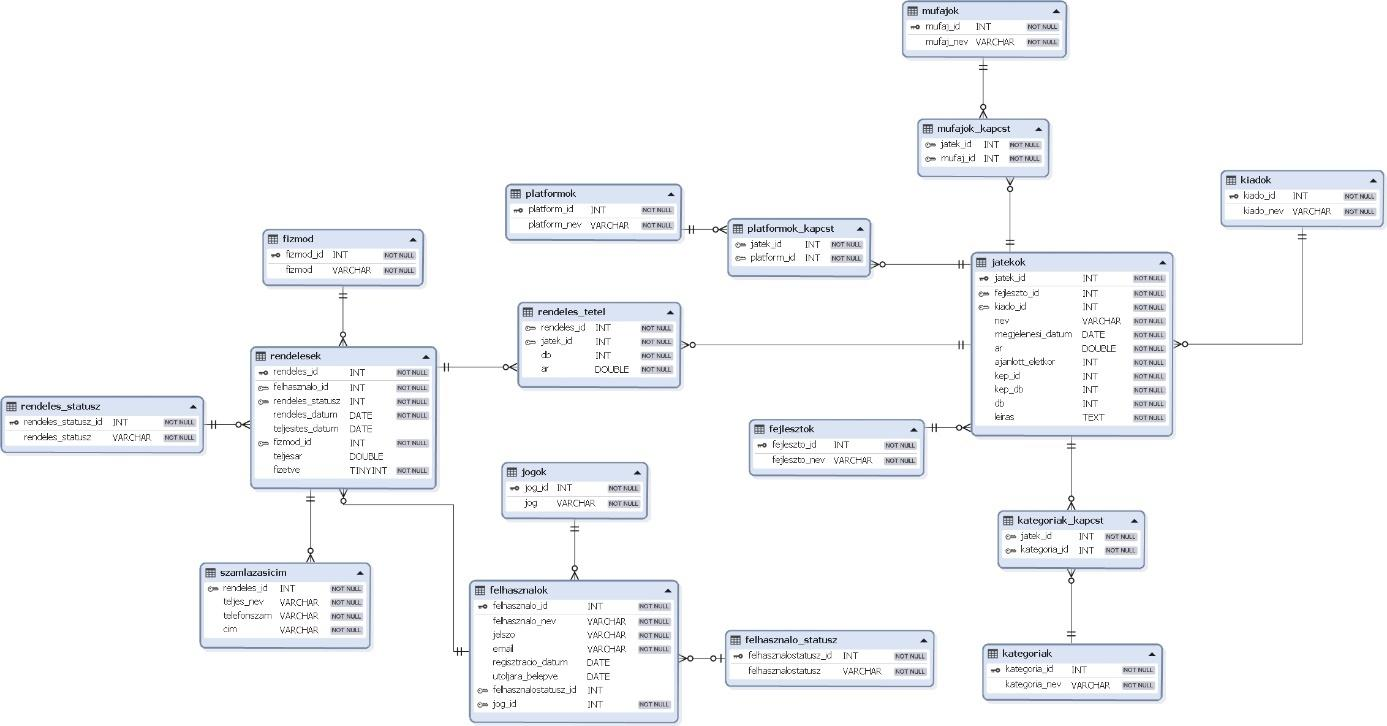 mufajok
mufaj_id INT NOT NULL
mufaj_nev VARCHAR NOT NULL
mufajok_kapcst
jatek_id INT NOT NULL
mufaj_id INT NOT NULL
kiadok
kiado_id INT NOT NULL
kiado_nev VARCHAR NOT NULL
platformok
platform_id INT NOT NULL
platform_nev VARCHAR NOT NULL
platformok_kapcst
jatek_id INT NOT NULL
platform_id INT NOT NULL
fizmod
fizmod_id INT NOT NULL
fizmod VARCHAR NOT NULL
jatekok
jatek_id INT NOT NULL
fejleszto_id INT NOT NULL
kiado_id INT NOT NULL
nev VARCHAR NOT NULL
megjelenesi_datum DATE NOT NULL
ar DOUBLE NOT NULL
ajanlott_eletkor INT NOT NULL
kep_id INT NOT NULL
kep_db INT NOT NULL
db INT NOT NULL
leiras TEXT NOT NULL
rendeles_tetel
rendeles_id INT NOT NULL
jatek_id INT NOT NULL
db INT NOT NULL
ar DOUBLE NOT NULL
rendelesek
rendeles_id INT NOT NULL
felhasznalo_id INT NOT NULL
rendeles_statusz INT NOT NULL
rendeles_datum DATE NOT NULL
teljesites_datum DATE
fizmod_id INT NOT NULL
teljesar DOUBLE
fizetve TINYINT NOT NULL
rendeles_statusz
rendeles_statusz_id INT NOT NULL
rendeles_statusz VARCHAR NOT NULL
fejlesztok
fejleszto_id INT NOT NULL
fejleszto_nev VARCHAR NOT NULL
jogok
jog_id INT NOT NULL
jog VARCHAR NOT NULL
kategoriak_kapcst
jatek_id INT NOT NULL
kategoria_id INT NOT NULL
szamlazasicim
rendeles_id INT NOT NULL
teljes_nev VARCHAR NOT NULL
telefonszam VARCHAR NOT NULL
cim VARCHAR NOT NULL
felhasznalok
felhasznalo_id INT NOT NULL
felhasznalo_nev VARCHAR NOT NULL
jelszo VARCHAR NOT NULL
email VARCHAR NOT NULL
regisztracio_datum DATE
utoljara_belepve DATE
felhasznalostatusz_id INT
jog_id INT NOT NULL
felhasznalo_statusz
felhasznalostatusz_id INT NOT NULL
felhasznalostatusz VARCHAR NOT NULL
kategoriak
kategoria_id INT NOT NULL
kategoria_nev VARCHAR NOT NULL